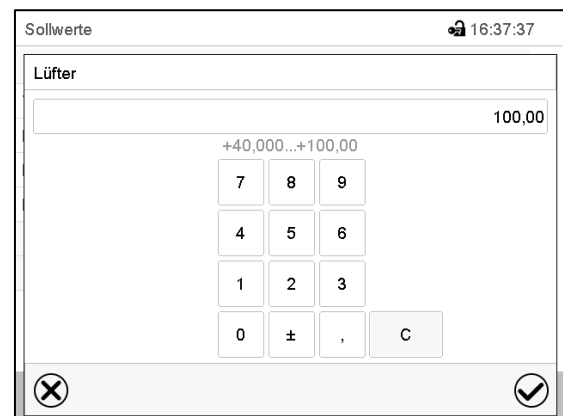 Sollwerte 16:37:37
Lüfter
100,00
+40,000...+100,00
7 8 9
4 5 6
1 2 3
0 ± , C